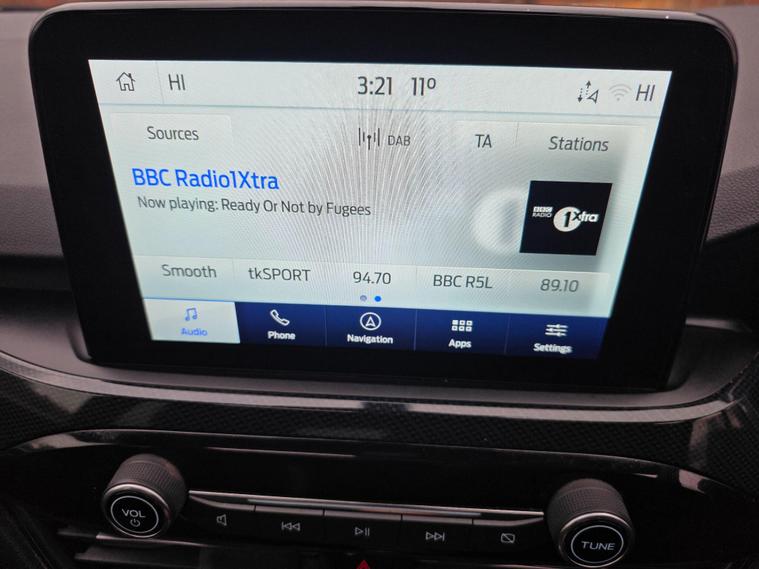 HI 3:21 11º HI
Sources DAB TA Stations
BBC Radio1Xtra
Now playing: Ready Or Not by Fugees
BBC
RADIO 1Xtra
Smooth tkSPORT 94.70 BBC R5L 89.10
Audio Phone Navigation Apps Settings
VOL
TUNE